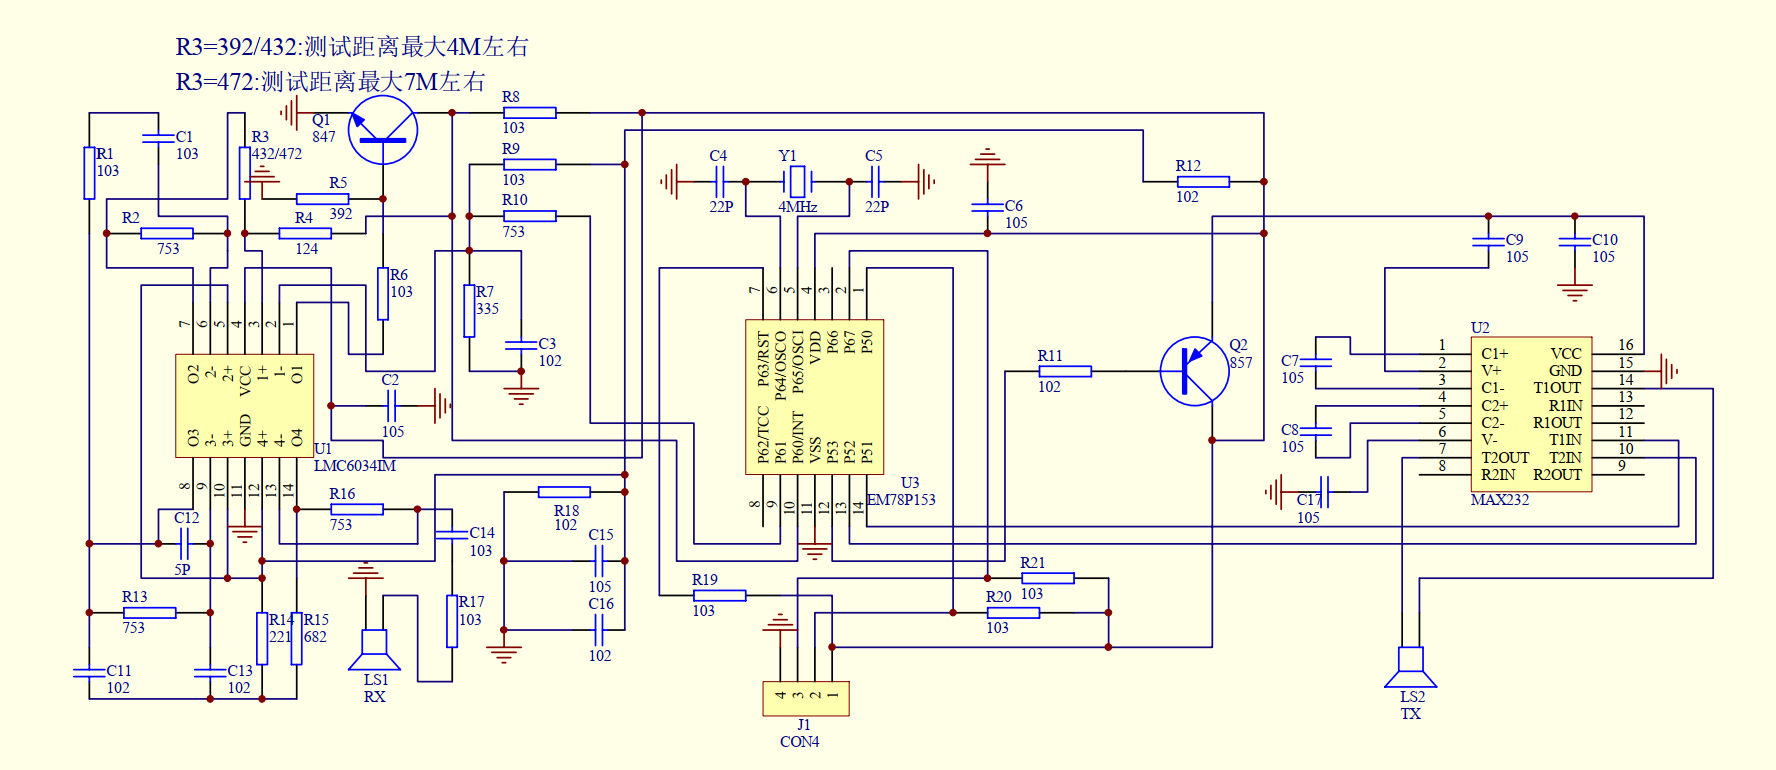 R3=392/432:测试距离最大4M左右
R3=472:测试距离最大7M左右
R1
103
C1
103
R2
753
R3
432/472
Q1
847
R5
392
R4
124
R6
103
R8
103
R9
103
R10
753
R7
335
C3
102
C2
105
7
6
5
4
3
2
1
O2
2-
2+
VCC
1+
1-
O1
O3
3-
3+
GND
4+
4-
O4
8
9
10
11
12
13
14
U1
LMC6034IM
C12
5P
R13
753
C11
102
C13
102
R14
221
R15
682
R16
753
C14
103
R17
103
LS1
RX
R18
102
C15
105
C16
102
C4
22P
Y1
4MHz
C5
22P
C6
105
R12
102
7
6
5
4
3
2
1
P63/RST
P64/OSCO
P65/OSCI
VDD
P66
P67
P50
P62/TCC
P61
P60/INT
VSS
P53
P52
P51
8
9
10
11
12
13
14
U3
EM78P153
R11
102
Q2
857
R19
103
R21
103
R20
103
4
3
2
1
J1
CON4
C9
105
C10
105
C7
105
C8
105
C17
105
U2
1
2
3
4
5
6
7
8
C1+
V+
C1-
C2+
C2-
V-
T2OUT
R2IN
VCC
GND
T1OUT
R1IN
R1OUT
T1IN
T2IN
R2OUT
16
15
14
13
12
11
10
9
MAX232
LS2
TX